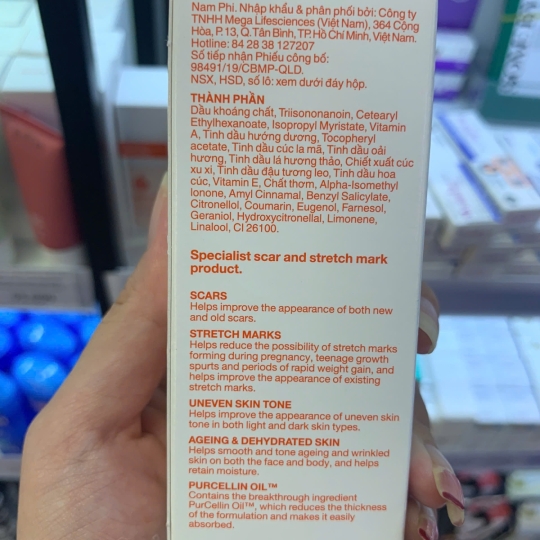 Nam Phi. Nhập khẩu & phân phối bởi: Công ty
TNHH Mega Lifesciences (Việt Nam), 364 Cộng
Hòa, P.13, Q.Tân Bình, TP.Hồ Chí Minh, Việt Nam.
Hotline: 84 28 38 127207
Số tiếp nhận Phiếu công bố:
98491/19/CBMP-QLD.
NSX, HSD, số lô: xem dưới đáy hộp.
THÀNH PHẦN
Dầu khoáng chất, Triisononanoin, Cetearyl
Ethylhexanoate, Isopropyl Myristate, Vitamin
A, Tinh dầu hướng dương, Tocopheryl
acetate, Tinh dầu cúc la mã, Tinh dầu oải
hương, Tinh dầu lá hương thảo, Chiết xuất cúc
xu xi, Tinh dầu đậu tương leo, Tinh dầu hoa
cúc, Vitamin E, Chất thơm, Alpha-Isomethyl
Ionone, Amyl Cinnamal, Benzyl Salicylate,
Citronellol, Coumarin, Eugenol, Farnesol,
Geraniol, Hydroxycitronellal, Limonene,
Linalool, CI 26100.
Specialist scar and stretch mark
product.
SCARS
Helps improve the appearance of both new
and old scars.
STRETCH MARKS
Helps reduce the possibility of stretch marks
forming during pregnancy, teenage growth
spurts and periods of rapid weight gain, and
helps improve the appearance of existing
stretch marks.
UNEVEN SKIN TONE
Helps improve the appearance of uneven skin
tone in both light and dark skin types.
AGEING & DEHYDRATED SKIN
Helps smooth and tone ageing and wrinkled
skin on both the face and body, and helps
retain moisture.
PURCELLIN OIL™
Contains the breakthrough ingredient
PurCellin Oil™, which reduces the thickness
of the formulation and makes it easily
absorbed.